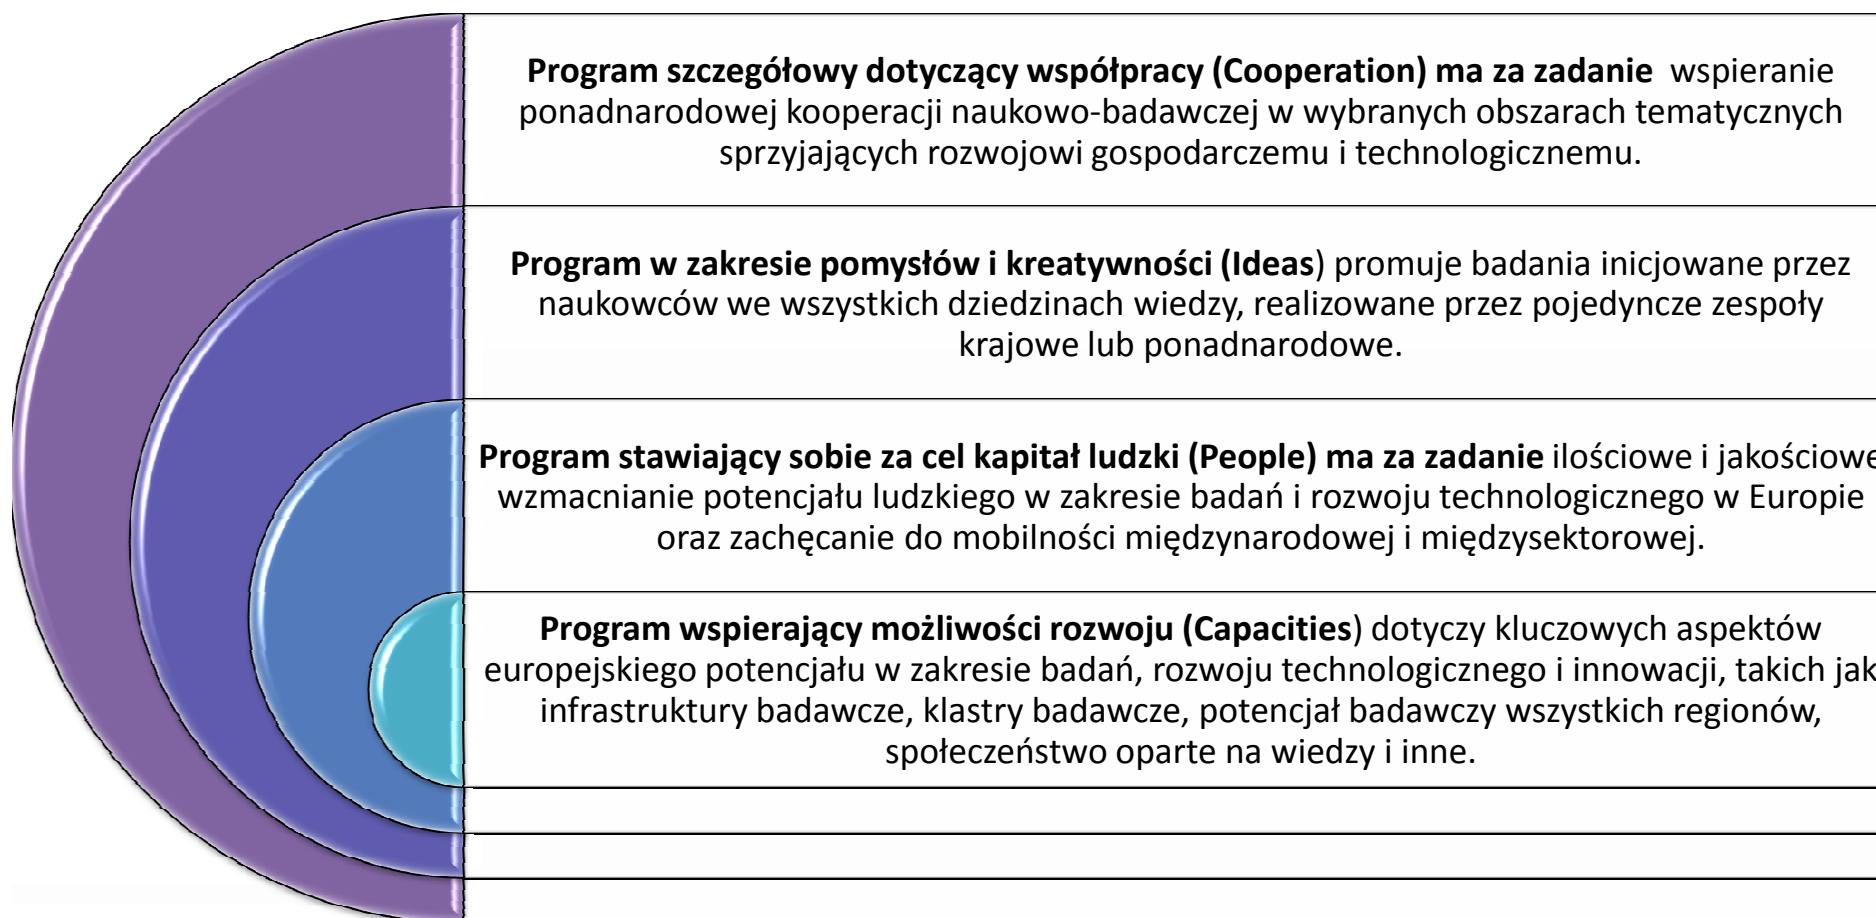 Program szczegółowy dotyczący współpracy (Cooperation) ma za zadanie wspieranie
ponadnarodowej kooperacji naukowo-badawczej w wybranych obszarach tematycznych
sprzyjających rozwojowi gospodarczemu i technologicznemu.
Program w zakresie pomysłów i kreatywności (Ideas) promuje badania inicjowane przez
naukowców we wszystkich dziedzinach wiedzy, realizowane przez pojedyncze zespoły
krajowe lub ponadnarodowe.
Program stawiający sobie za cel kapitał ludzki (People) ma za zadanie ilościowe i jakościowe
wzmacnianie potencjału ludzkiego w zakresie badań i rozwoju technologicznego w Europie
oraz zachęcanie do mobilności międzynarodowej i międzysektorowej.
Program wspierający możliwości rozwoju (Capacities) dotyczy kluczowych aspektów
europejskiego potencjału w zakresie badań, rozwoju technologicznego i innowacji, takich jak
infrastruktury badawcze, klastry badawcze, potencjał badawczy wszystkich regionów,
społeczeństwo oparte na wiedzy i inne.